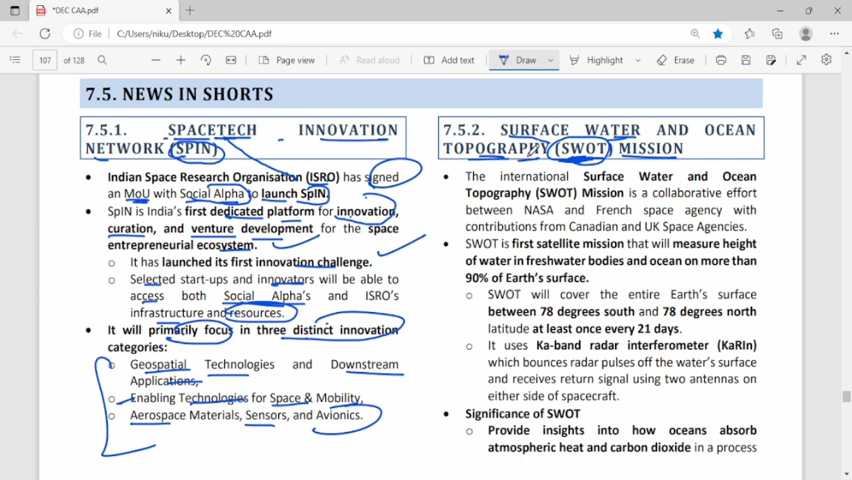 *DEC CAA.pdf
File
C:/Users/niku/Desktop/DEC%20CAA.pdf
107 of 128
Page view
Read aloud
Add text
Draw
Highlight
Erase
7.5. NEWS IN SHORTS
7.5.1. SPACETECH INNOVATION
NETWORK (SPIN)
Indian Space Research Organisation (ISRO) has signed
an MoU with Social Alpha to launch SpIN.
SpIN is India's first dedicated platform for innovation,
curation, and venture development for the space
entrepreneurial ecosystem.
It has launched its first innovation challenge.
Selected start-ups and innovators will be able to
access both Social Alpha's and ISRO's
infrastructure and resources.
It will primarily focus in three distinct innovation
categories:
Geospatial Technologies and Downstream
Applications,
Enabling Technologies for Space & Mobility,
Aerospace Materials, Sensors, and Avionics.
7.5.2. SURFACE WATER AND OCEAN
TOPOGRAPHY (SWOT) MISSION
The international Surface Water and Ocean
Topography (SWOT) Mission is a collaborative effort
between NASA and French space agency with
contributions from Canadian and UK Space Agencies.
SWOT is first satellite mission that will measure height
of water in freshwater bodies and ocean on more than
90% of Earth's surface.
SWOT will cover the entire Earth's surface
between 78 degrees south and 78 degrees north
latitude at least once every 21 days.
It uses Ka-band radar interferometer (KaRIn)
which bounces radar pulses off the water's surface
and receives return signal using two antennas on
either side of spacecraft.
Significance of SWOT
Provide insights into how oceans absorb
atmospheric heat and carbon dioxide in a process